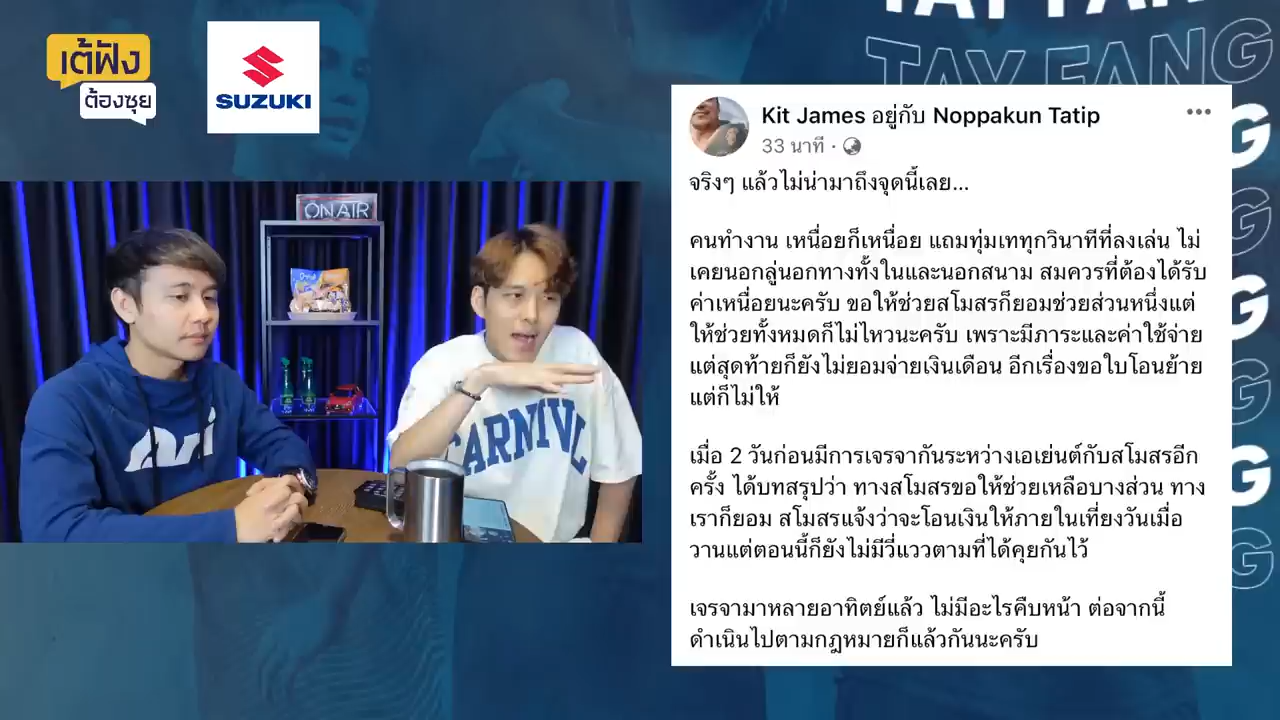 เต้ฟัง
ต้องซุย
SUZUKI
TAY FANG
ON AIR
CARNIVL
Kit James อยู่กับ Noppakun Tatip
33 นาที ·
จริงๆ แล้วไม่น่ามาถึงจุดนี้เลย...
คนทำงาน เหนื่อยก็เหนื่อย แถมทุ่มเททุกวินาทีที่ลงเล่น ไม่
เคยนอกลู่นอกทางทั้งในและนอกสนาม สมควรที่ต้องได้รับ
ค่าเหนื่อยนะครับ ขอให้ช่วยสโมสรก็ยอมช่วยส่วนหนึ่งแต่
ให้ช่วยทั้งหมดก็ไม่ไหวนะครับ เพราะมีภาระและค่าใช้จ่าย
แต่สุดท้ายก็ยังไม่ยอมจ่ายเงินเดือน อีกเรื่องขอใบโอนย้าย
แต่ก็ไม่ให้
เมื่อ 2 วันก่อนมีการเจรจากันระหว่างเอเย่นต์กับสโมสรอีก
ครั้ง ได้บทสรุปว่า ทางสโมสรขอให้ช่วยเหลือบางส่วน ทาง
เราก็ยอม สโมสรแจ้งว่าจะโอนเงินให้ภายในเที่ยงวันเมื่อ
วานแต่ตอนนี้ก็ยังไม่มีวี่แววตามที่ได้คุยกันไว้
เจรจามาหลายอาทิตย์แล้ว ไม่มีอะไรคืบหน้า ต่อจากนี้
ดำเนินไปตามกฎหมายก็แล้วกันนะครับ